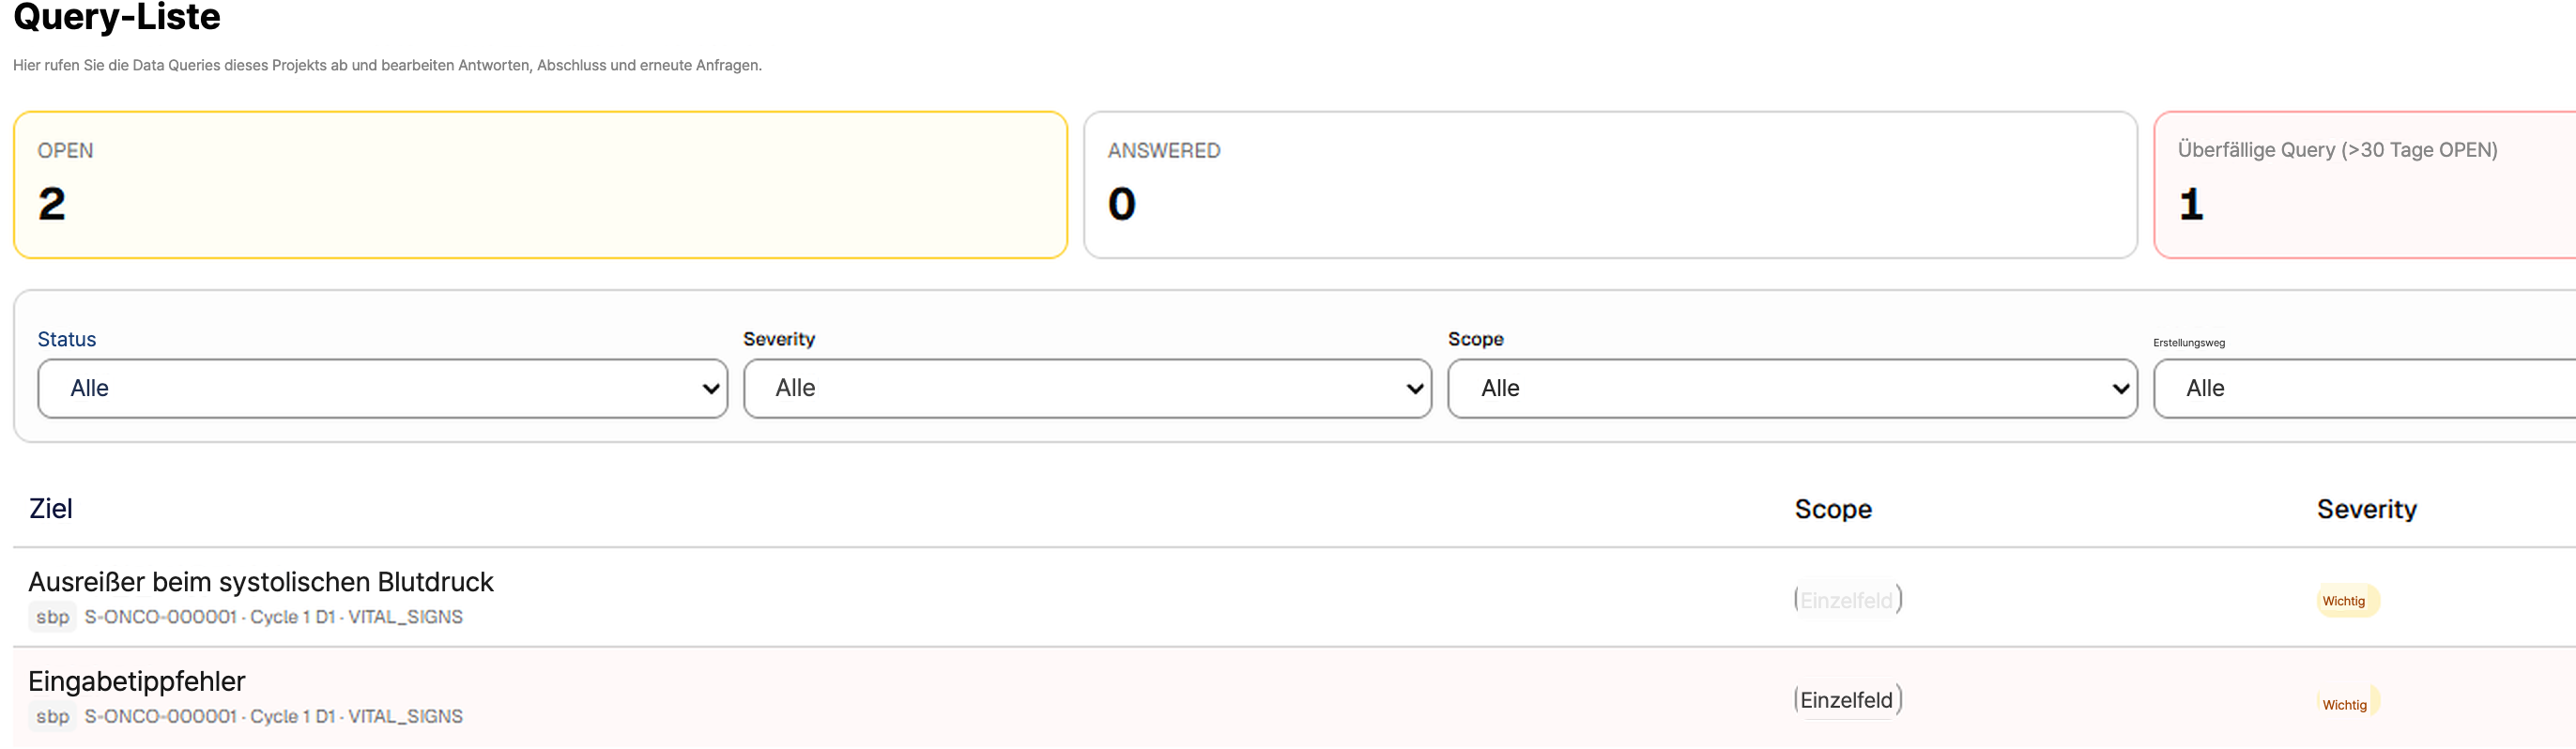 Query-Liste
Hier rufen Sie die Data Queries dieses Projekts ab und bearbeiten Antworten, Abschluss und erneute Anfragen.
OPEN
2
ANSWERED
0
Überfällige Query (>30 Tage OPEN)
1
Status
Alle
Severity
Alle
Scope
Alle
Erstellungsweg
Alle
Ziel Scope Severity
Ausreißer beim systolischen Blutdruck
sbp S-ONCO-000001 · Cycle 1 D1 · VITAL_SIGNS
Einzelfeld
Wichtig
Eingabetippfehler
sbp S-ONCO-000001 · Cycle 1 D1 · VITAL_SIGNS
Einzelfeld
Wichtig